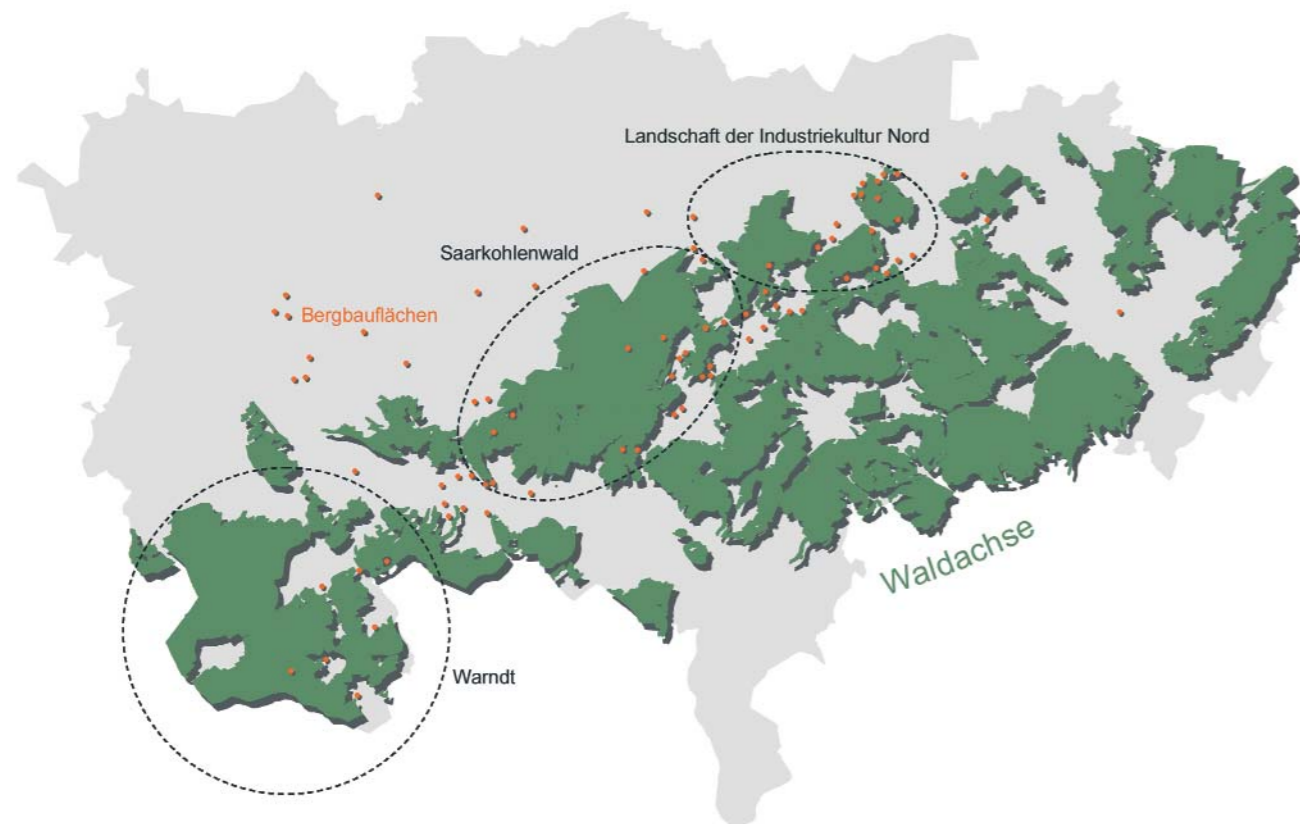 Landschaft der Industriekultur Nord
Saarkohlenwald
Bergbauflächen
Waldachse
Warndt